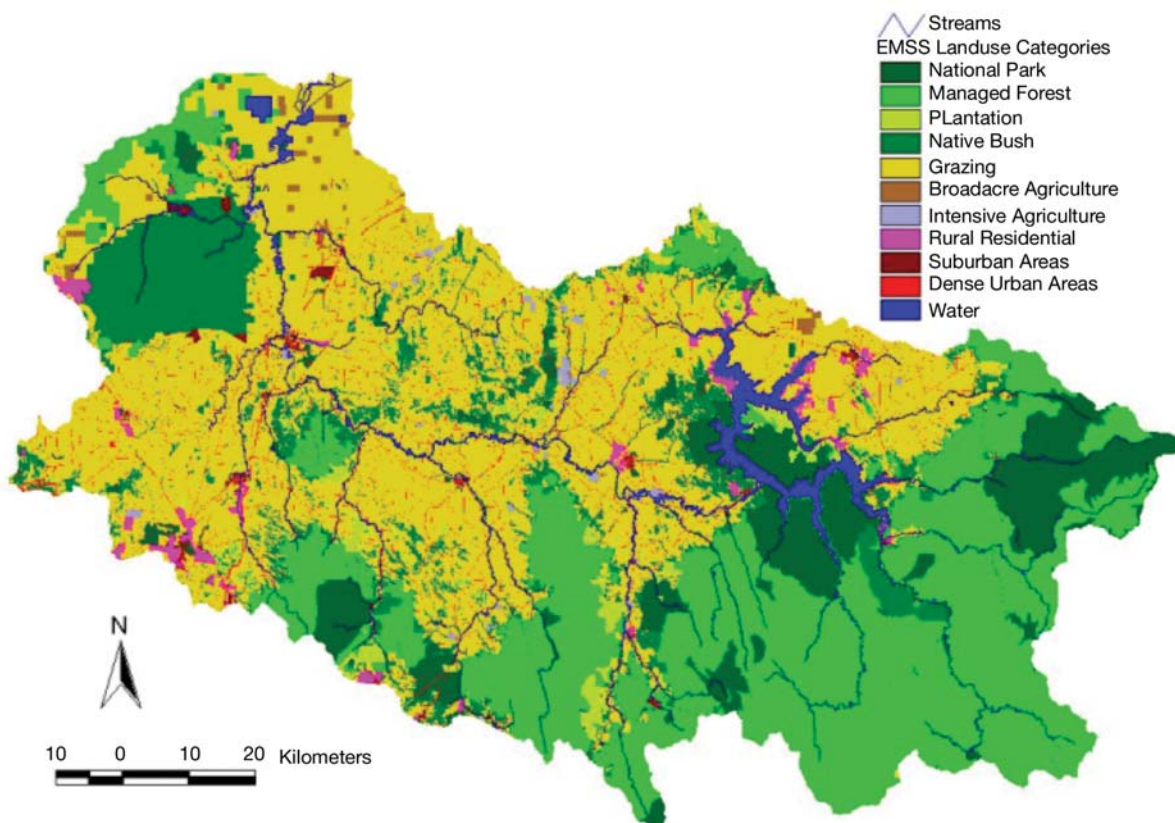 Streams
EMSS Landuse Categories
National Park
Managed Forest
PLantation
Native Bush
Grazing
Broadacre Agriculture
Intensive Agriculture
Rural Residential
Suburban Areas
Dense Urban Areas
Water
N
10 0 10 20 Kilometers